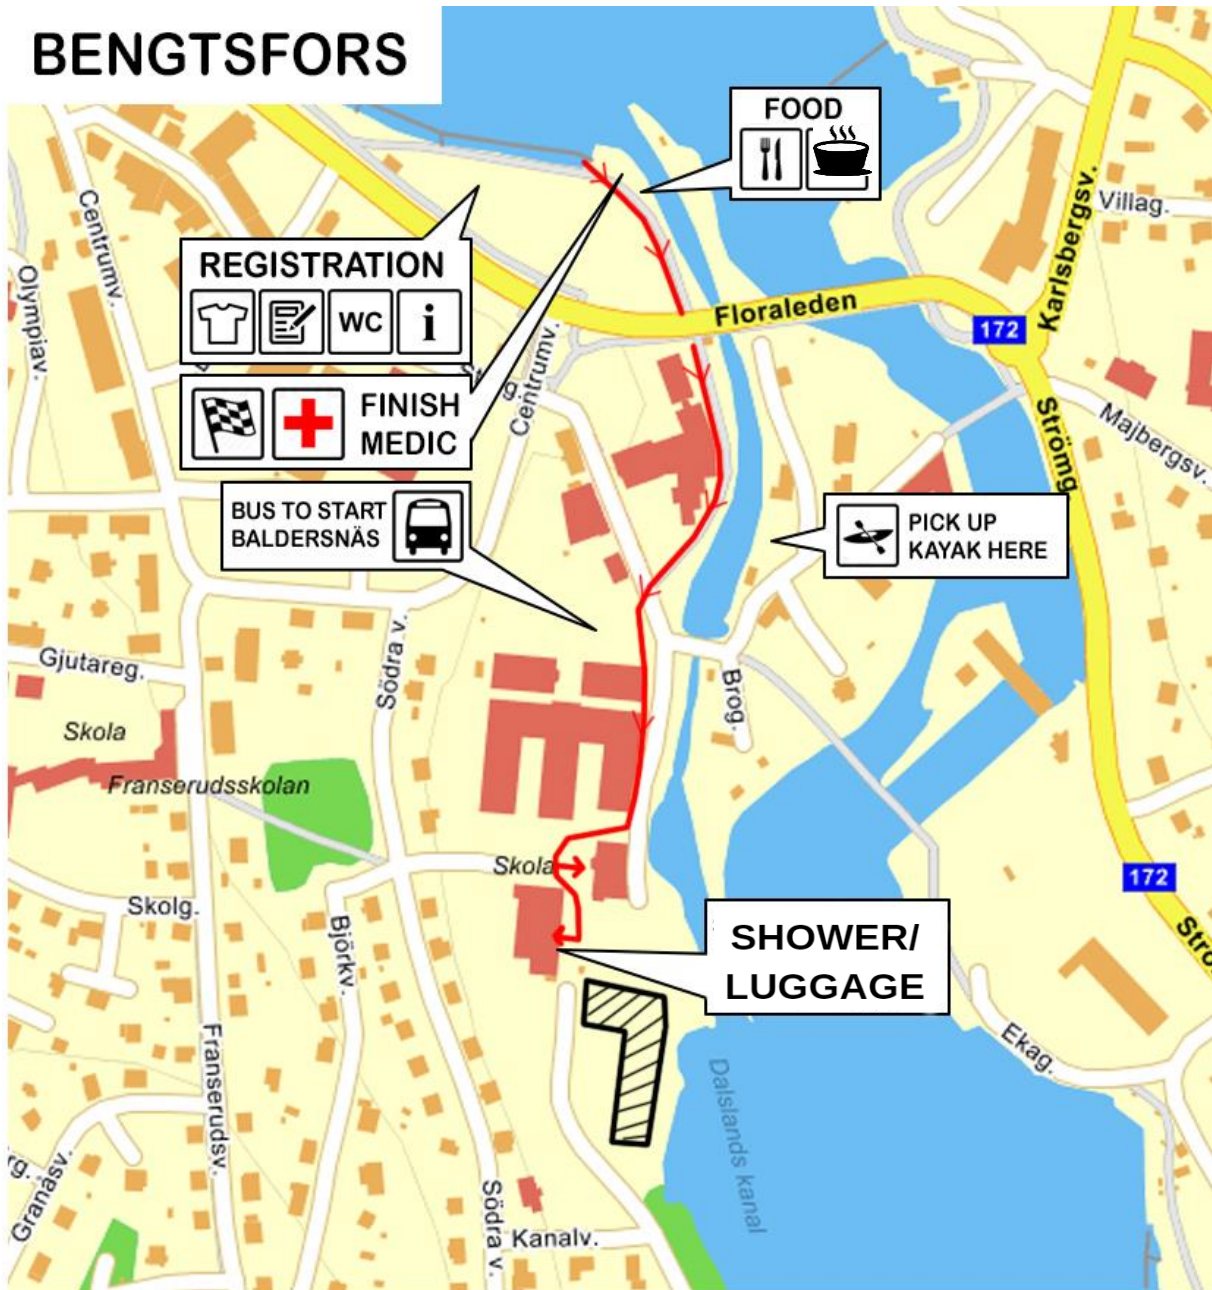 BENGTSFORS
FOOD
REGISTRATION
WC
i
FINISH
MEDIC
BUS TO START
BALDERSNÄS
PICK UP
KAYAK HERE
SHOWER/
LUGGAGE
Centrumv.
Olympiav.
Floraleden
172
Karlsbergsv.
Villag.
Majbergsv.
Strömg
Centrumv.
Gjutareg.
Södra v.
Brog.
Skola
Franserudsskolan
Skola
Skolg.
Björkv.
172
Strö
Franserudsv.
Granäsv.
rg.
Södra v.
Kanalv.
Ekag.
Dalslands kanal